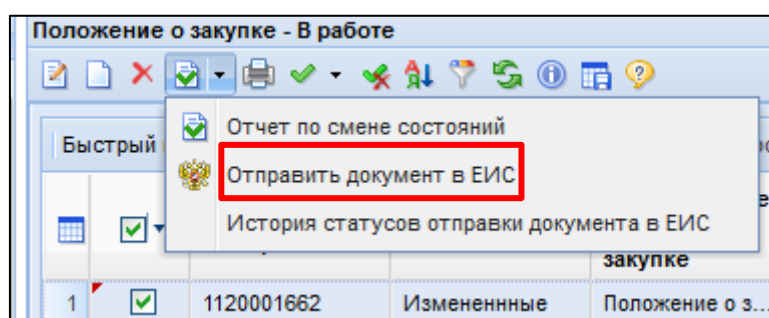 Положение о закупке - В работе
Быстрый
Отчет по смене состояний
Отправить документ в ЕИС
История статусов отправки документа в ЕИС
закупке
1 1120001662 Измененнные Положение о з...